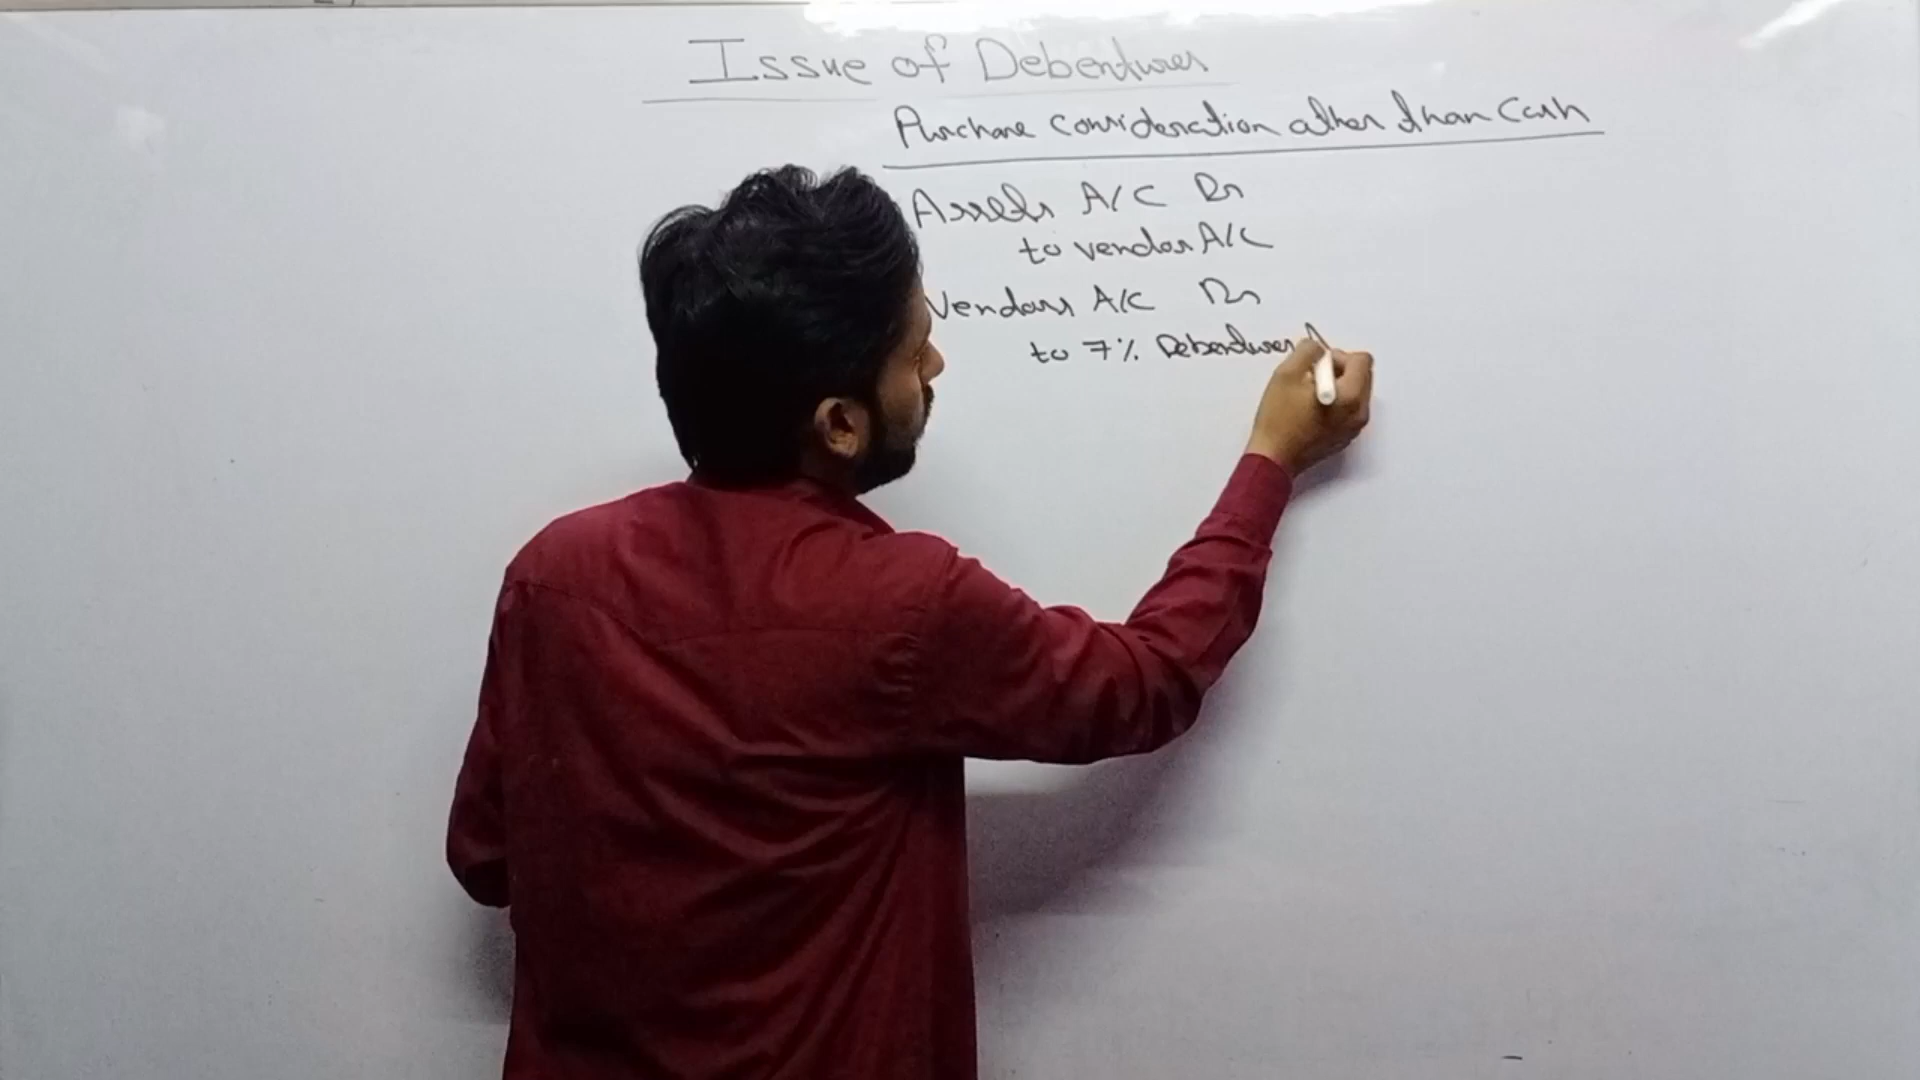 Issue of Debentures
Purchase consideration other than Cash
Assets A/C Dr
to vendor A/C
Vendors A/C Dr
to 7% Debentures